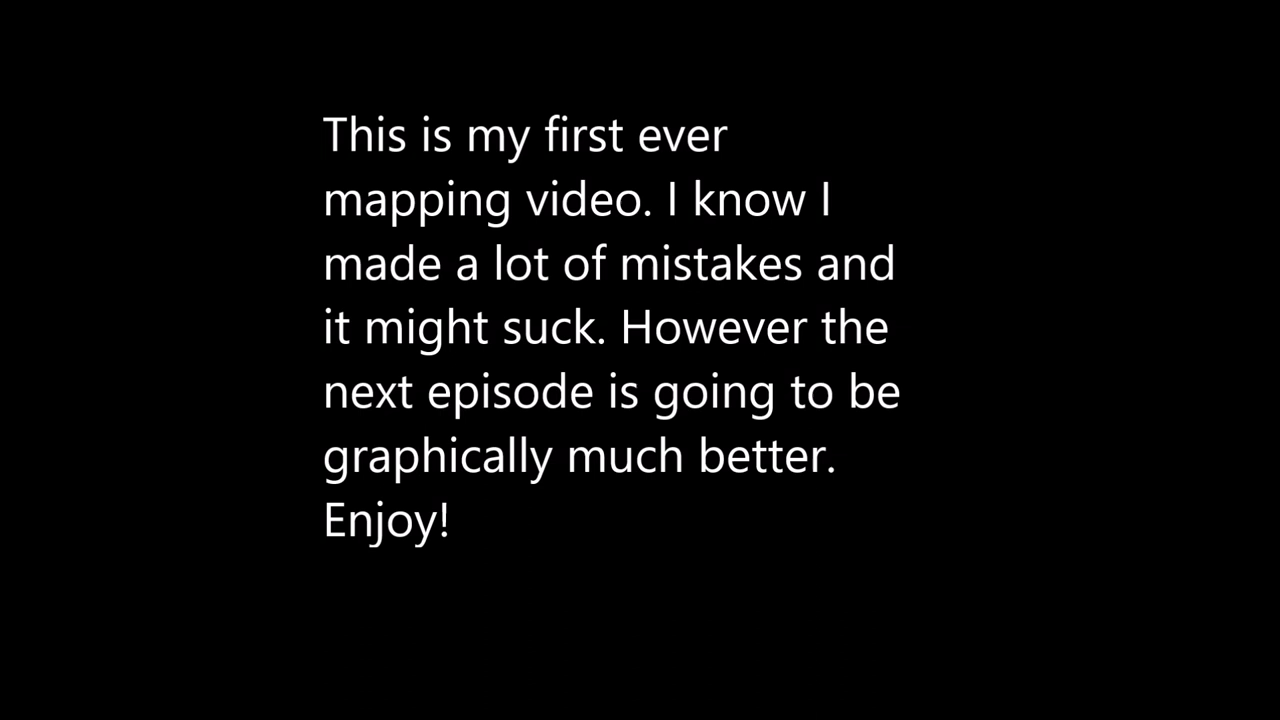 This is my first ever
mapping video. I know I
made a lot of mistakes and
it might suck. However the
next episode is going to be
graphically much better.
Enjoy!